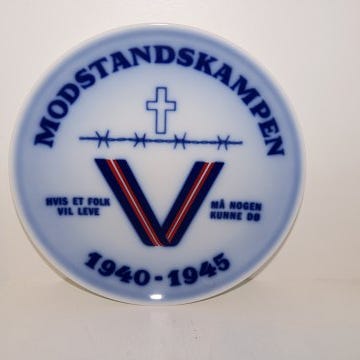 MODSTANDSKAMPEN
HVIS ET FOLK
VIL LEVE
MÅ NOGEN
KUNNE DØ
V
1940-1945